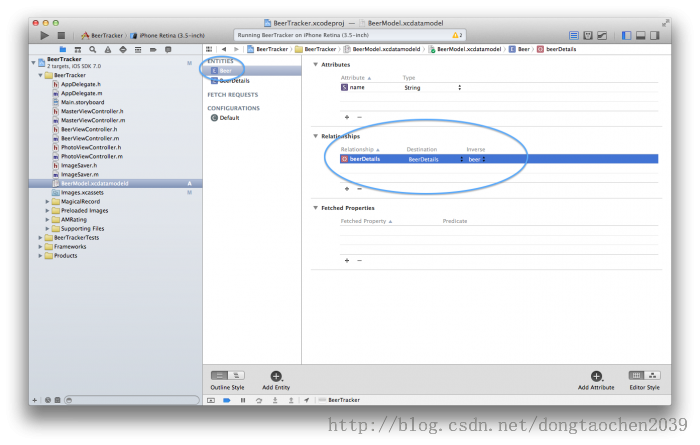 BeerTracker.xcodeproj — BeerModel.xcdatamodel
BeerTracker
iPhone Retina (3.5-inch)
Running BeerTracker on iPhone Retina (3.5-inch)
2
BeerTracker
BeerTracker
BeerModel.xcdatamodeld
BeerModel.xcdatamodel
Beer
beerDetails
BeerTracker
2 targets, iOS SDK 7.0
M
BeerTracker
AppDelegate.h
AppDelegate.m
Main.storyboard
MasterViewController.h
MasterViewController.m
BeerViewController.h
BeerViewController.m
PhotoViewController.h
PhotoViewController.m
ImageSaver.h
ImageSaver.m
BeerModel.xcdatamodeld
A
Images.xcassets
M
MagicalRecord
Preloaded Images
AMRating
Supporting Files
BeerTrackerTests
Frameworks
Products
ENTITIES
E Beer
E BeerDetails
FETCH REQUESTS
CONFIGURATIONS
C Default
Attributes
Attribute
Type
S name
String
+ −
Relationships
Relationship
Destination
Inverse
O beerDetails
BeerDetails
beer
+ −
Fetched Properties
Fetched Property
Predicate
+ −
Outline Style
Add Entity
Add Attribute
Editor Style
BeerTracker
http://blog.csdn.net/dongtaochen2039